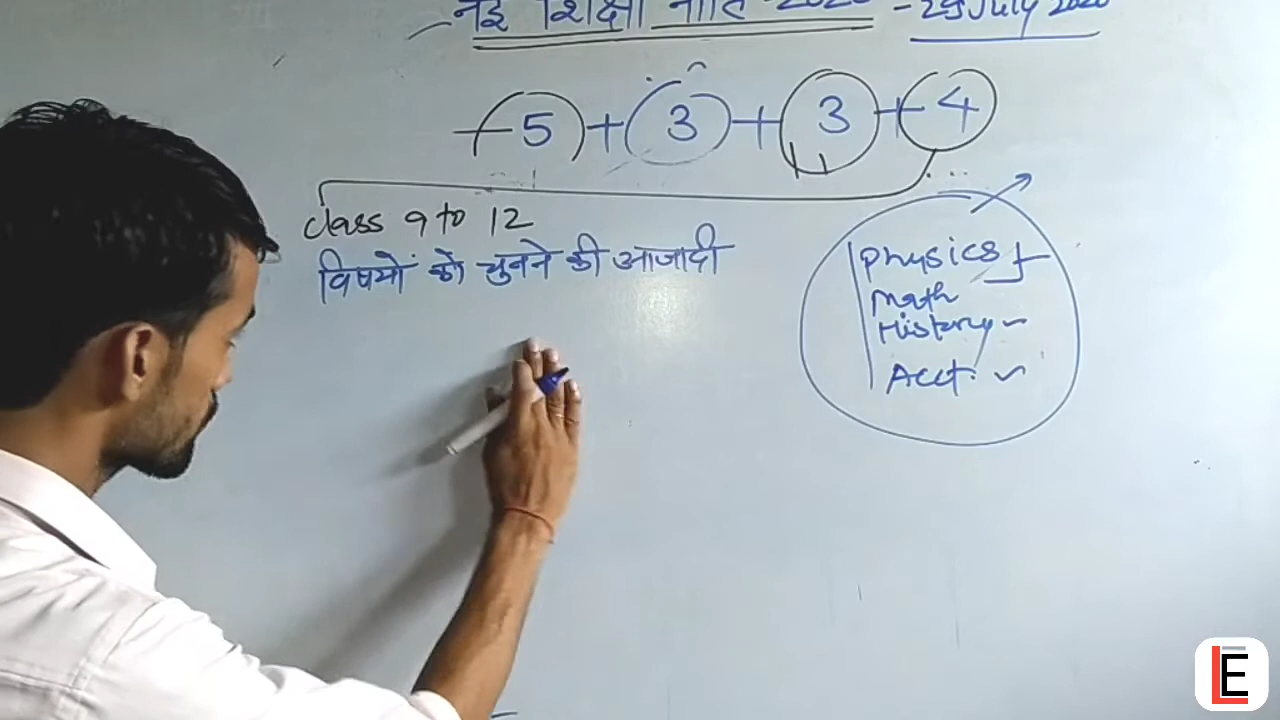 नई शिक्षा नीति 2020 - 29 July 2020
5 + 3 + 3 + 4
class 9 to 12
विषयों को चुनने की आजादी
Physics
Math
History
Acct.
LE